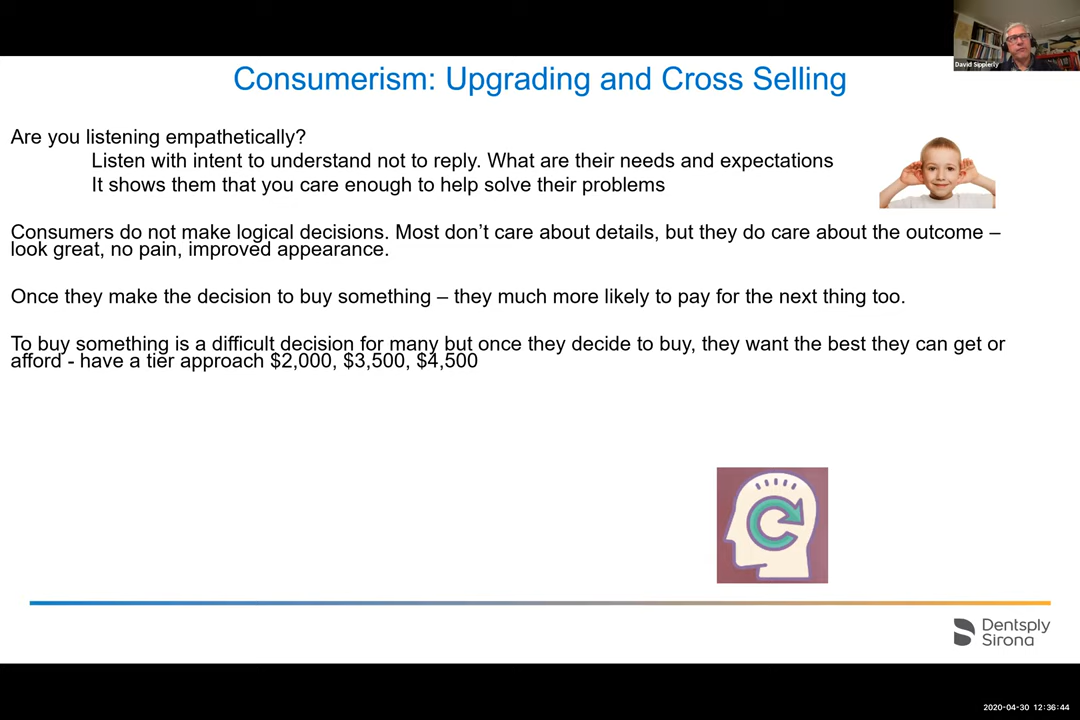 David Sipplerly
Consumerism: Upgrading and Cross Selling
Are you listening empathetically?
Listen with intent to understand not to reply. What are their needs and expectations
It shows them that you care enough to help solve their problems
Consumers do not make logical decisions. Most don’t care about details, but they do care about the outcome –
look great, no pain, improved appearance.
Once they make the decision to buy something – they much more likely to pay for the next thing too.
To buy something is a difficult decision for many but once they decide to buy, they want the best they can get or
afford - have a tier approach $2,000, $3,500, $4,500
Dentsply
Sirona
2020-04-30 12:36:44